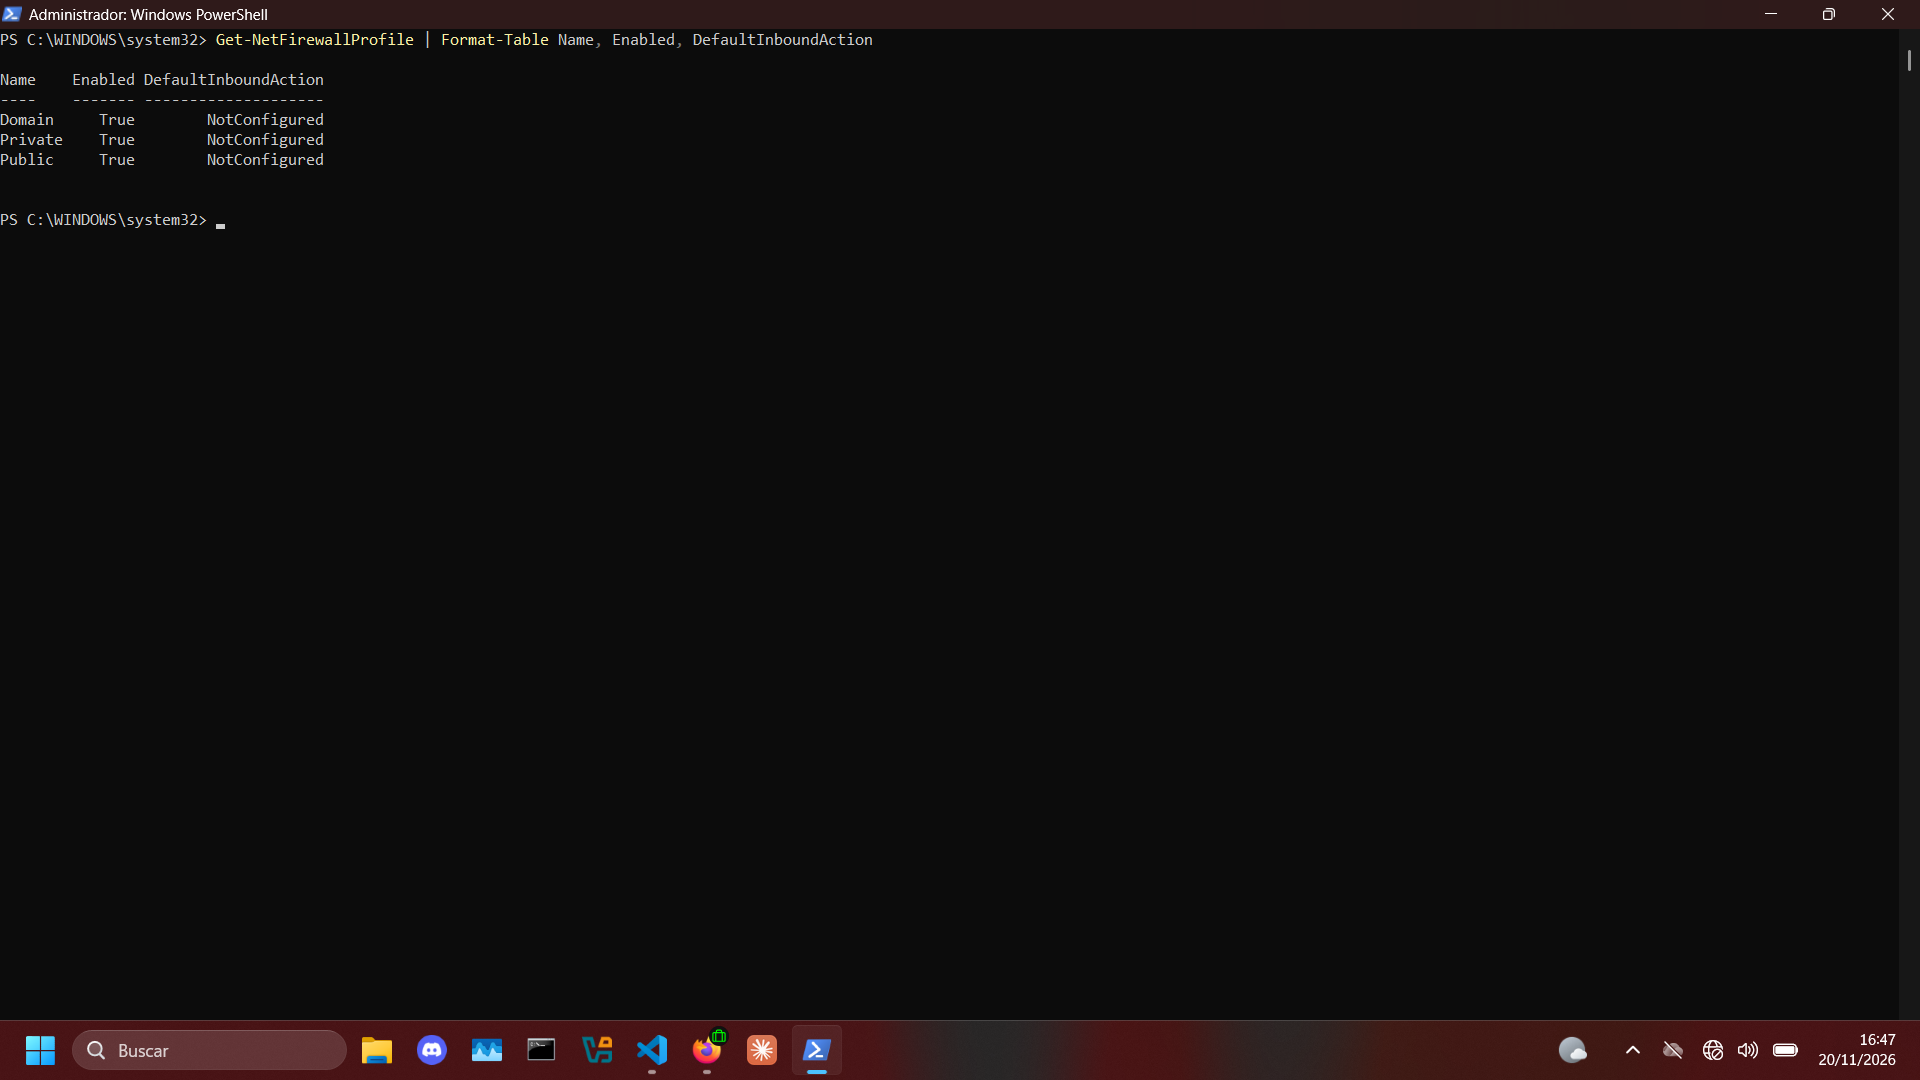 Administrador: Windows PowerShell
PS C:\WINDOWS\system32> Get-NetFirewallProfile | Format-Table Name, Enabled, DefaultInboundAction
Name    Enabled DefaultInboundAction
----    ------- --------------------
Domain     True        NotConfigured
Private    True        NotConfigured
Public     True        NotConfigured
PS C:\WINDOWS\system32>
Buscar
16:47
20/11/2026